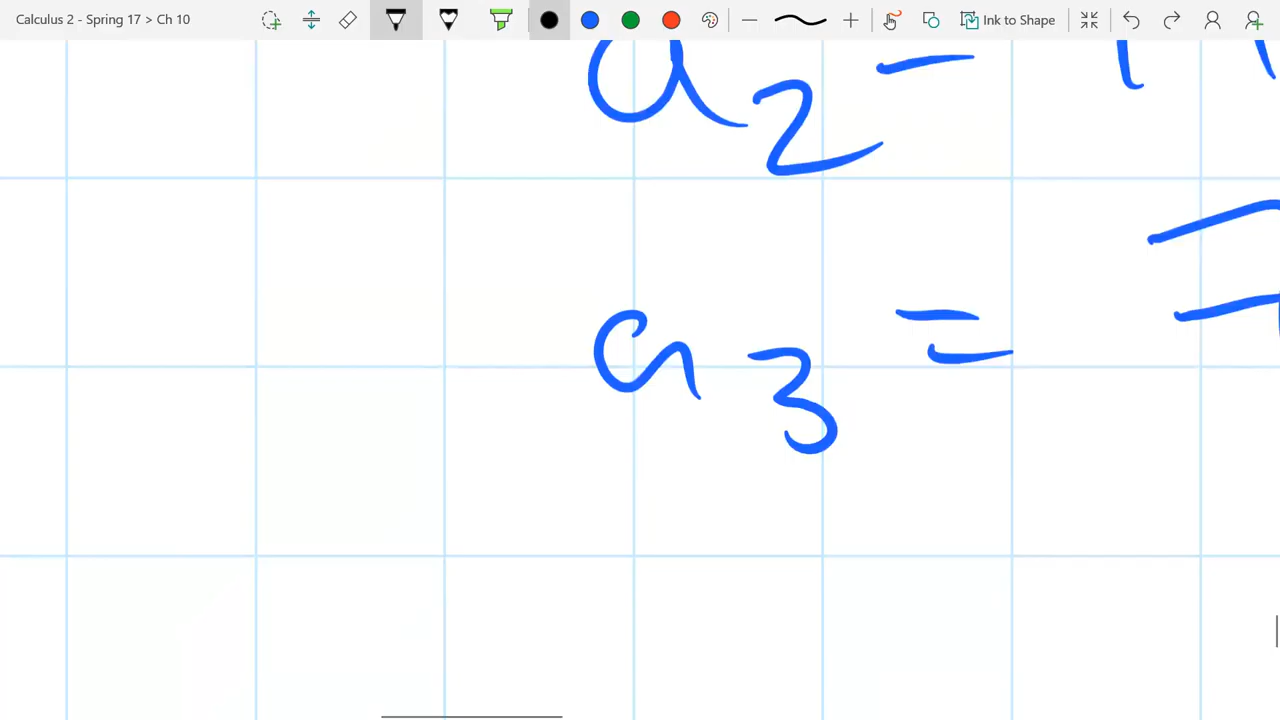 Calculus 2 - Spring 17 > Ch 10
Ink to Shape
a2 =
a3 =